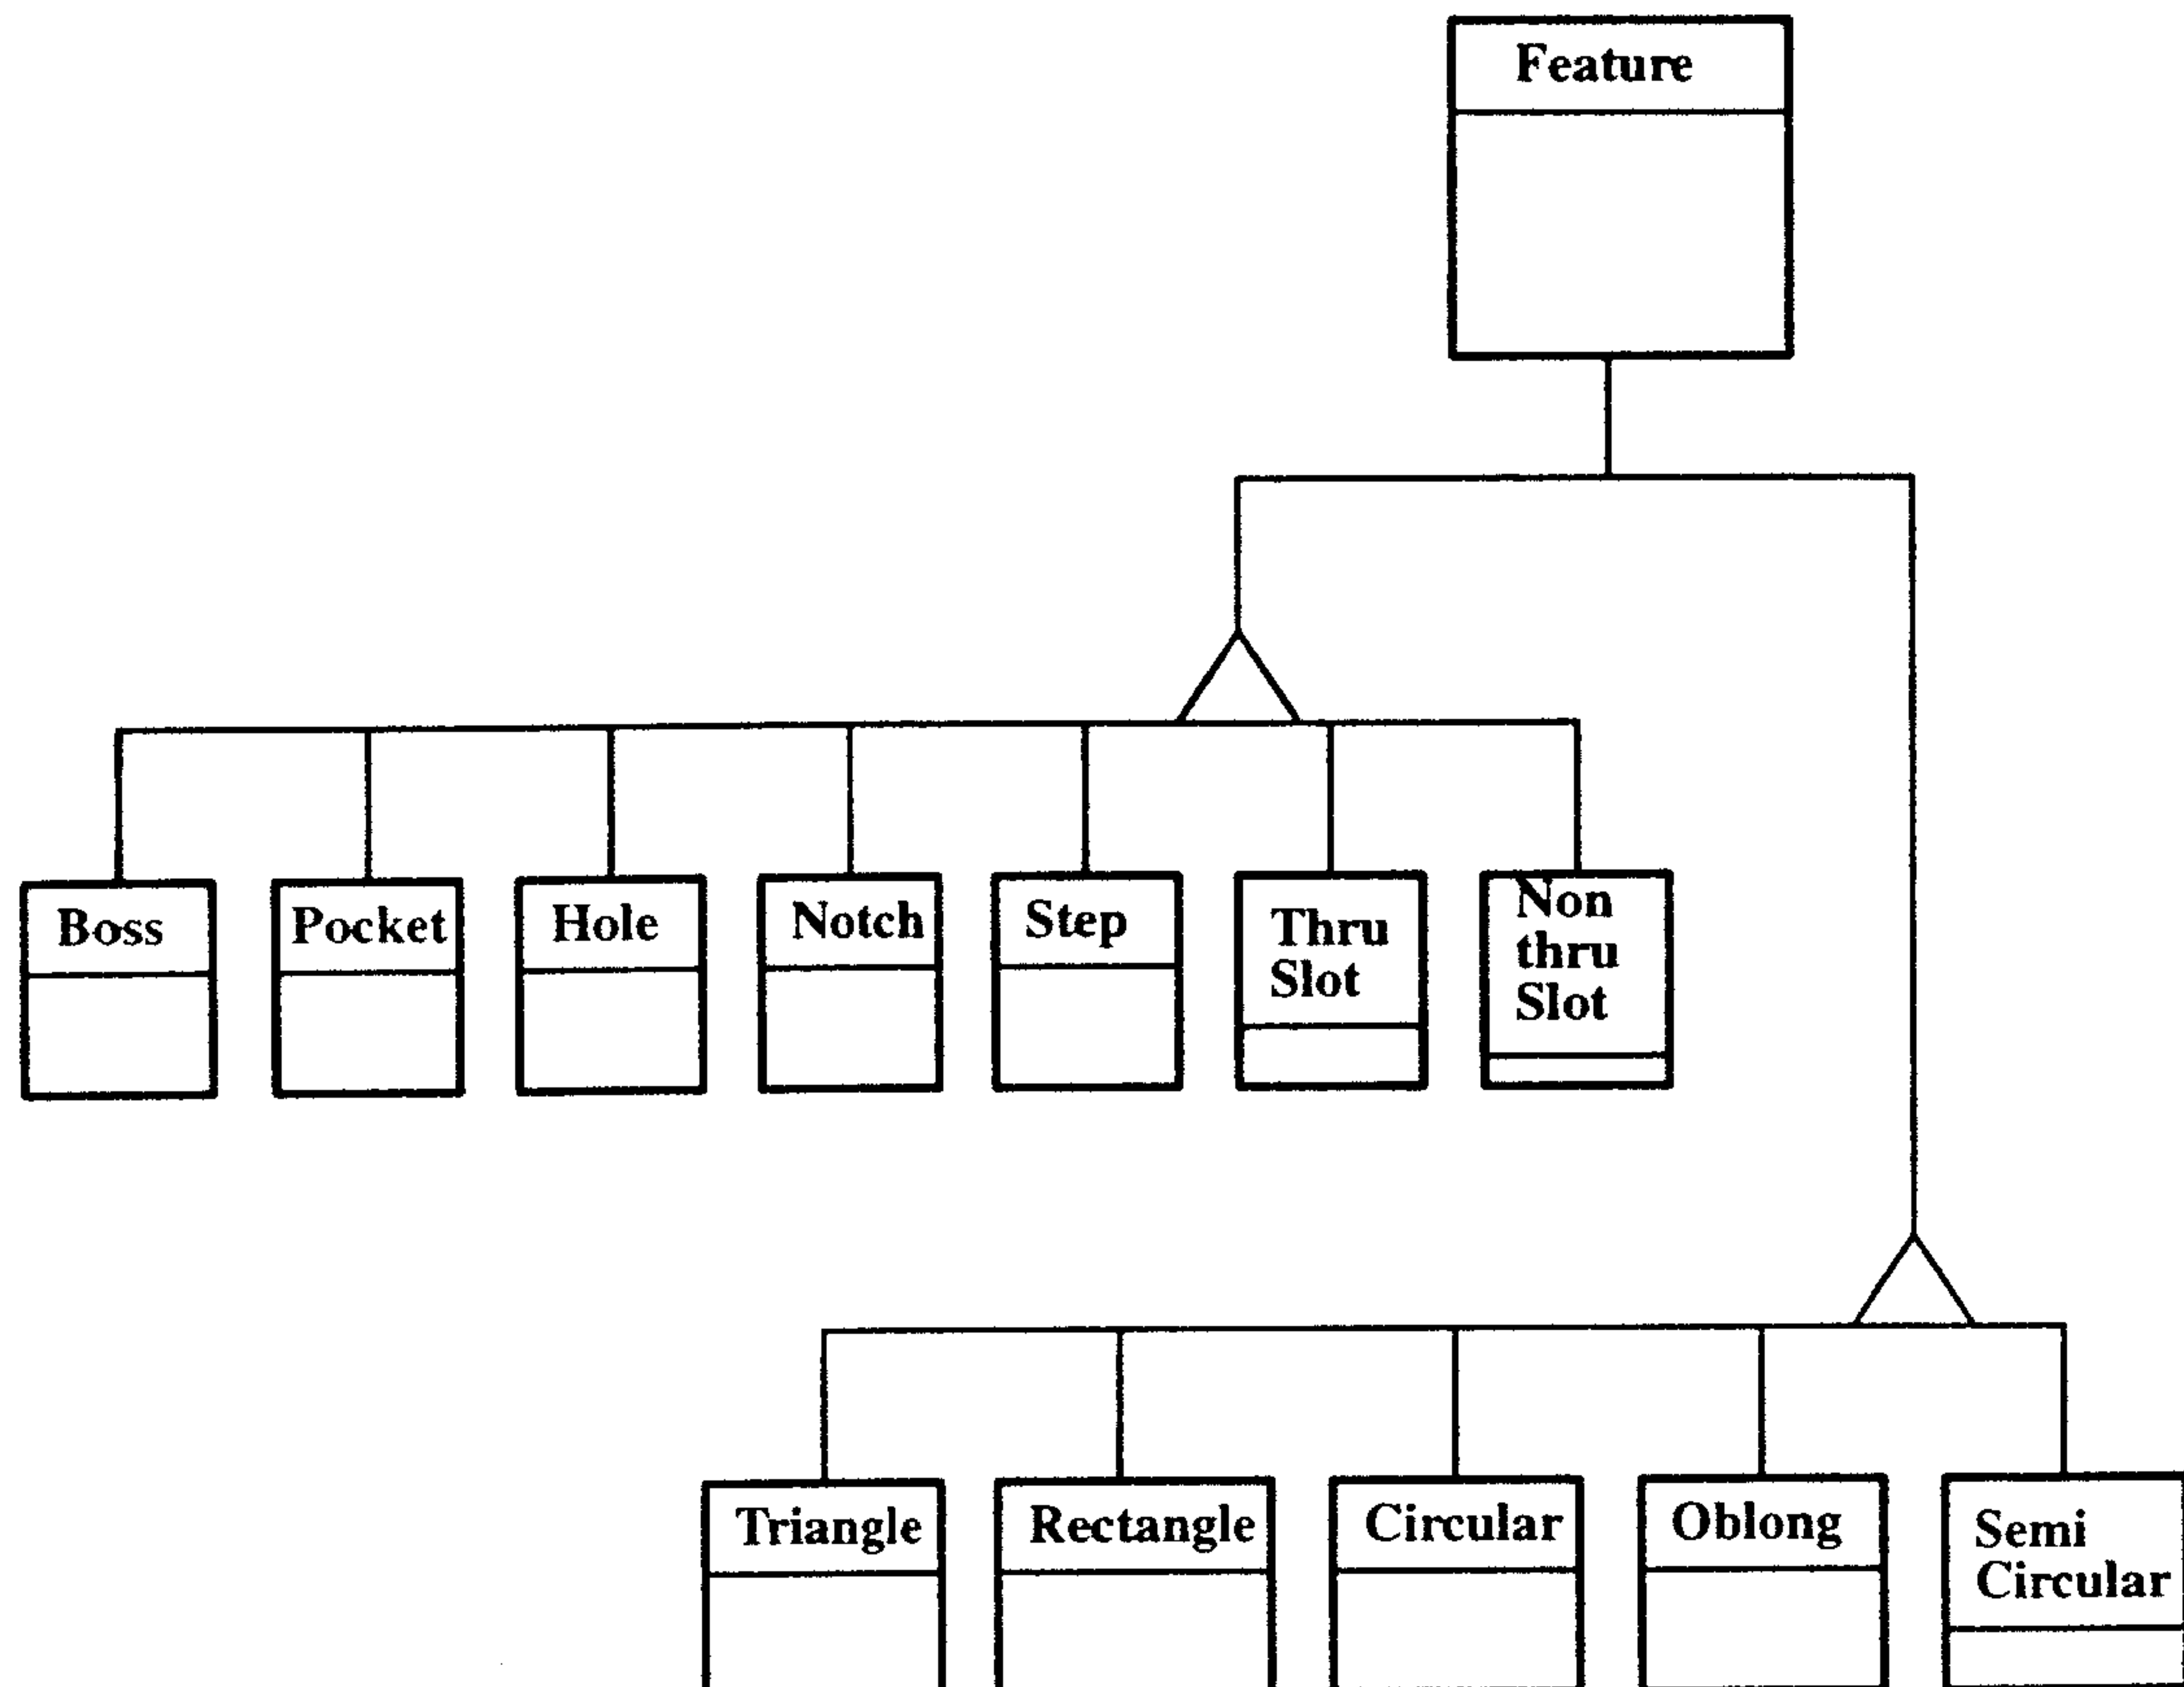 Feature
Boss
Pocket
Hole
Notch
Step
Thru
Slot
Non
thru
Slot
Triangle
Rectangle
Circular
Oblong
Semi
Circular